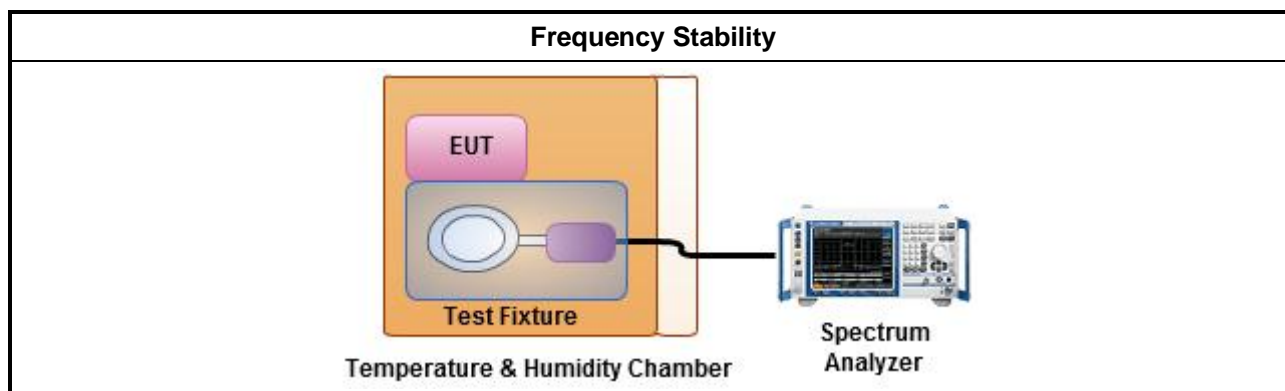 Frequency Stability
EUT
Test Fixture
Temperature & Humidity Chamber
Spectrum
Analyzer